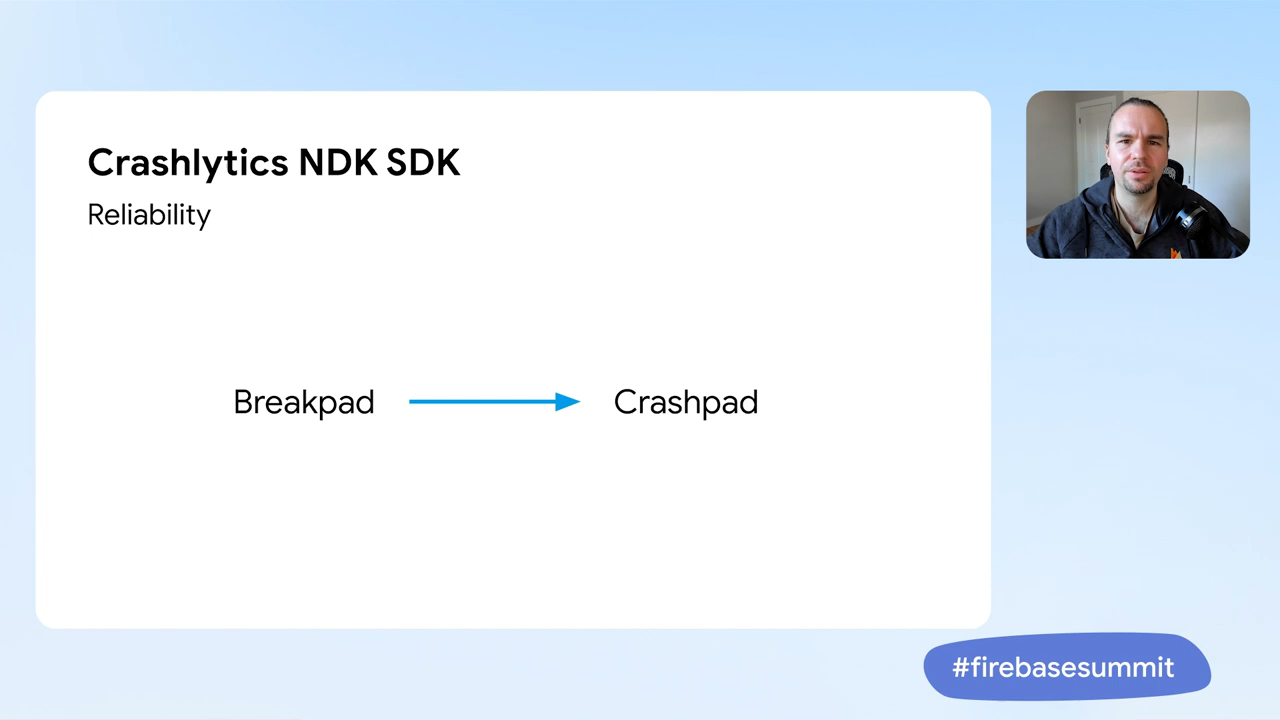 Crashlytics NDK SDK
Reliability
Breakpad
Crashpad
#firebasesummit